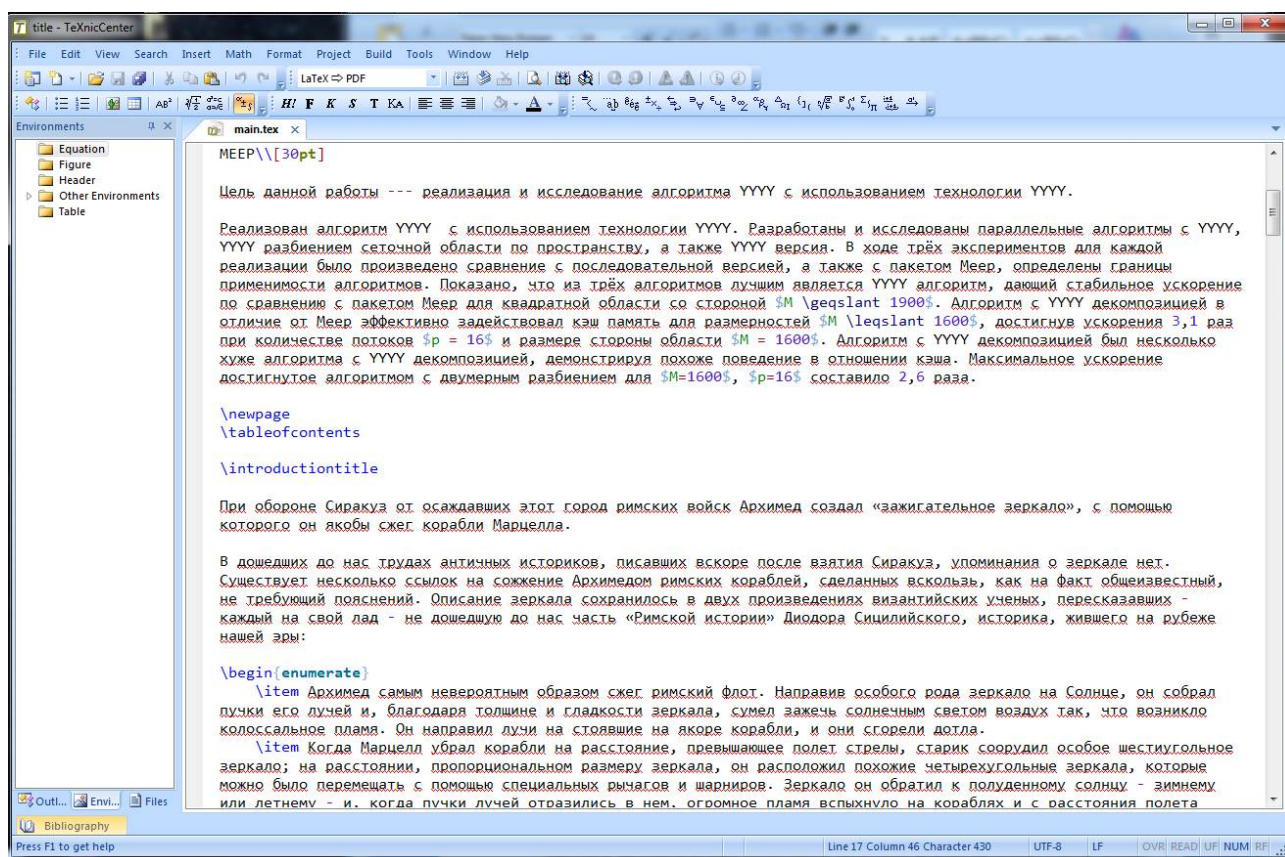 title - TeXnicCenter
File Edit View Search Insert Math Format Project Build Tools Window Help
LaTeX ⇨ PDF
H! F K S T KA
Environments
main.tex
Equation
Figure
Header
Other Environments
Table
MEEP\\[30pt]
Цель данной работы --- реализация и исследование алгоритма YYYY с использованием технологии YYYY.
Реализован алгоритм YYYY с использованием технологии YYYY. Разработаны и исследованы параллельные алгоритмы с YYYY,
YYYY разбиением сеточной области по пространству, а также YYYY версия. В ходе трёх экспериментов для каждой
реализации было произведено сравнение с последовательной версией, а также с пакетом Meep, определены границы
применимости алгоритмов. Показано, что из трёх алгоритмов лучшим является YYYY алгоритм, дающий стабильное ускорение
по сравнению с пакетом Meep для квадратной области со стороной $M \geqslant 1900$. Алгоритм с YYYY декомпозицией в
отличие от Meep эффективно задействовал кэш память для размерностей $M \leqslant 1600$, достигнув ускорения 3,1 раз
при количестве потоков $p = 16$ и размере стороны области $M = 1600$. Алгоритм с YYYY декомпозицией был несколько
хуже алгоритма с YYYY декомпозицией, демонстрируя похоже поведение в отношении кэша. Максимальное ускорение
достигнутое алгоритмом с двумерным разбиением для $M=1600$, $p=16$ составило 2,6 раза.
\newpage
\tableofcontents
\introductiontitle
При обороне Сиракуз от осаждавших этот город римских войск Архимед создал «зажигательное зеркало», с помощью
которого он якобы сжег корабли Марцелла.
В дошедших до нас трудах античных историков, писавших вскоре после взятия Сиракуз, упоминания о зеркале нет.
Существует несколько ссылок на сожжение Архимедом римских кораблей, сделанных вскользь, как на факт общеизвестный,
не требующий пояснений. Описание зеркала сохранилось в двух произведениях византийских ученых, пересказавших -
каждый на свой лад - не дошедшую до нас часть «Римской истории» Диодора Сицилийского, историка, жившего на рубеже
нашей эры:
\begin{enumerate}
\item Архимед самым невероятным образом сжег римский флот. Направив особого рода зеркало на Солнце, он собрал
пучки его лучей и, благодаря толщине и гладкости зеркала, сумел зажечь солнечным светом воздух так, что возникло
колоссальное пламя. Он направил лучи на стоявшие на якоре корабли, и они сгорели дотла.
\item Когда Марцелл убрал корабли на расстояние, превышающее полет стрелы, старик соорудил особое шестиугольное
зеркало; на расстоянии, пропорциональном размеру зеркала, он расположил похожие четырехугольные зеркала, которые
можно было перемещать с помощью специальных рычагов и шарниров. Зеркало он обратил к полуденному солнцу - зимнему
или летнему - и, когда пучки лучей отразились в нем, огромное пламя вспыхнуло на кораблях и с расстояния полета
Outl... Envi... Files
Bibliography
Press F1 to get help
Line 17 Column 46 Character 430 UTF-8 LF OVR READ UF NUM RF